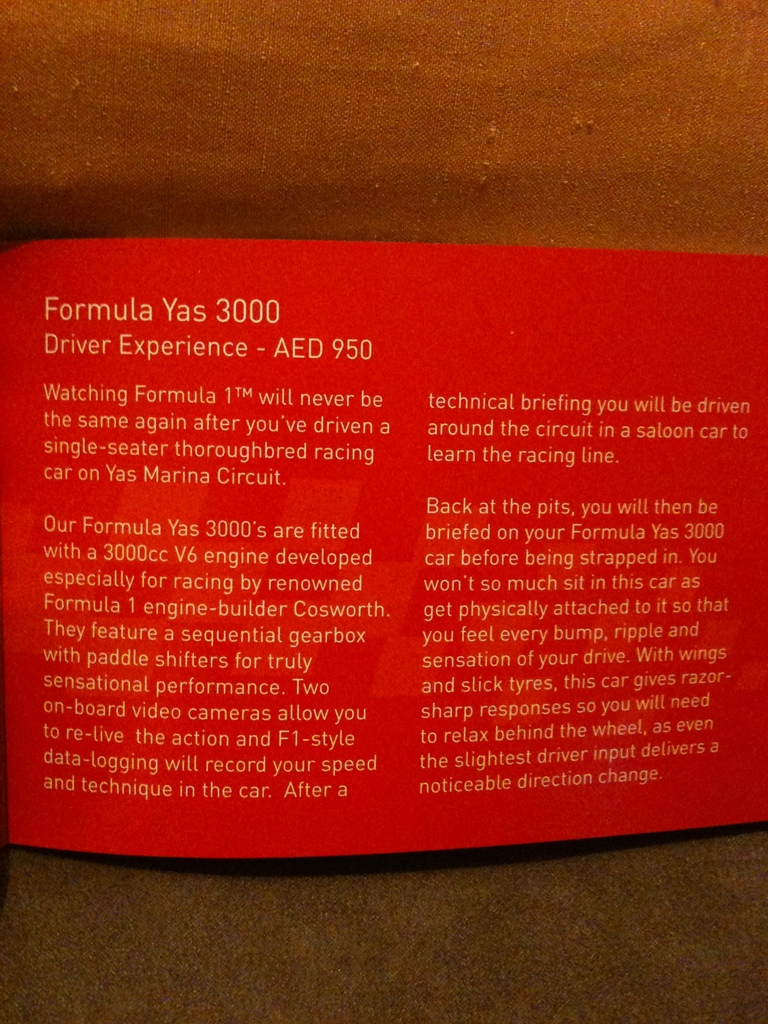 Formula Yas 3000
Driver Experience - AED 950
Watching Formula 1™ will never be
the same again after you've driven a
single-seater thoroughbred racing
car on Yas Marina Circuit.
Our Formula Yas 3000's are fitted
with a 3000cc V6 engine developed
especially for racing by renowned
Formula 1 engine-builder Cosworth.
They feature a sequential gearbox
with paddle shifters for truly
sensational performance. Two
on-board video cameras allow you
to re-live the action and F1-style
data-logging will record your speed
and technique in the car. After a
technical briefing you will be driven
around the circuit in a saloon car to
learn the racing line.
Back at the pits, you will then be
briefed on your Formula Yas 3000
car before being strapped in. You
won't so much sit in this car as
get physically attached to it so that
you feel every bump, ripple and
sensation of your drive. With wings
and slick tyres, this car gives razor-
sharp responses so you will need
to relax behind the wheel, as even
the slightest driver input delivers a
noticeable direction change.